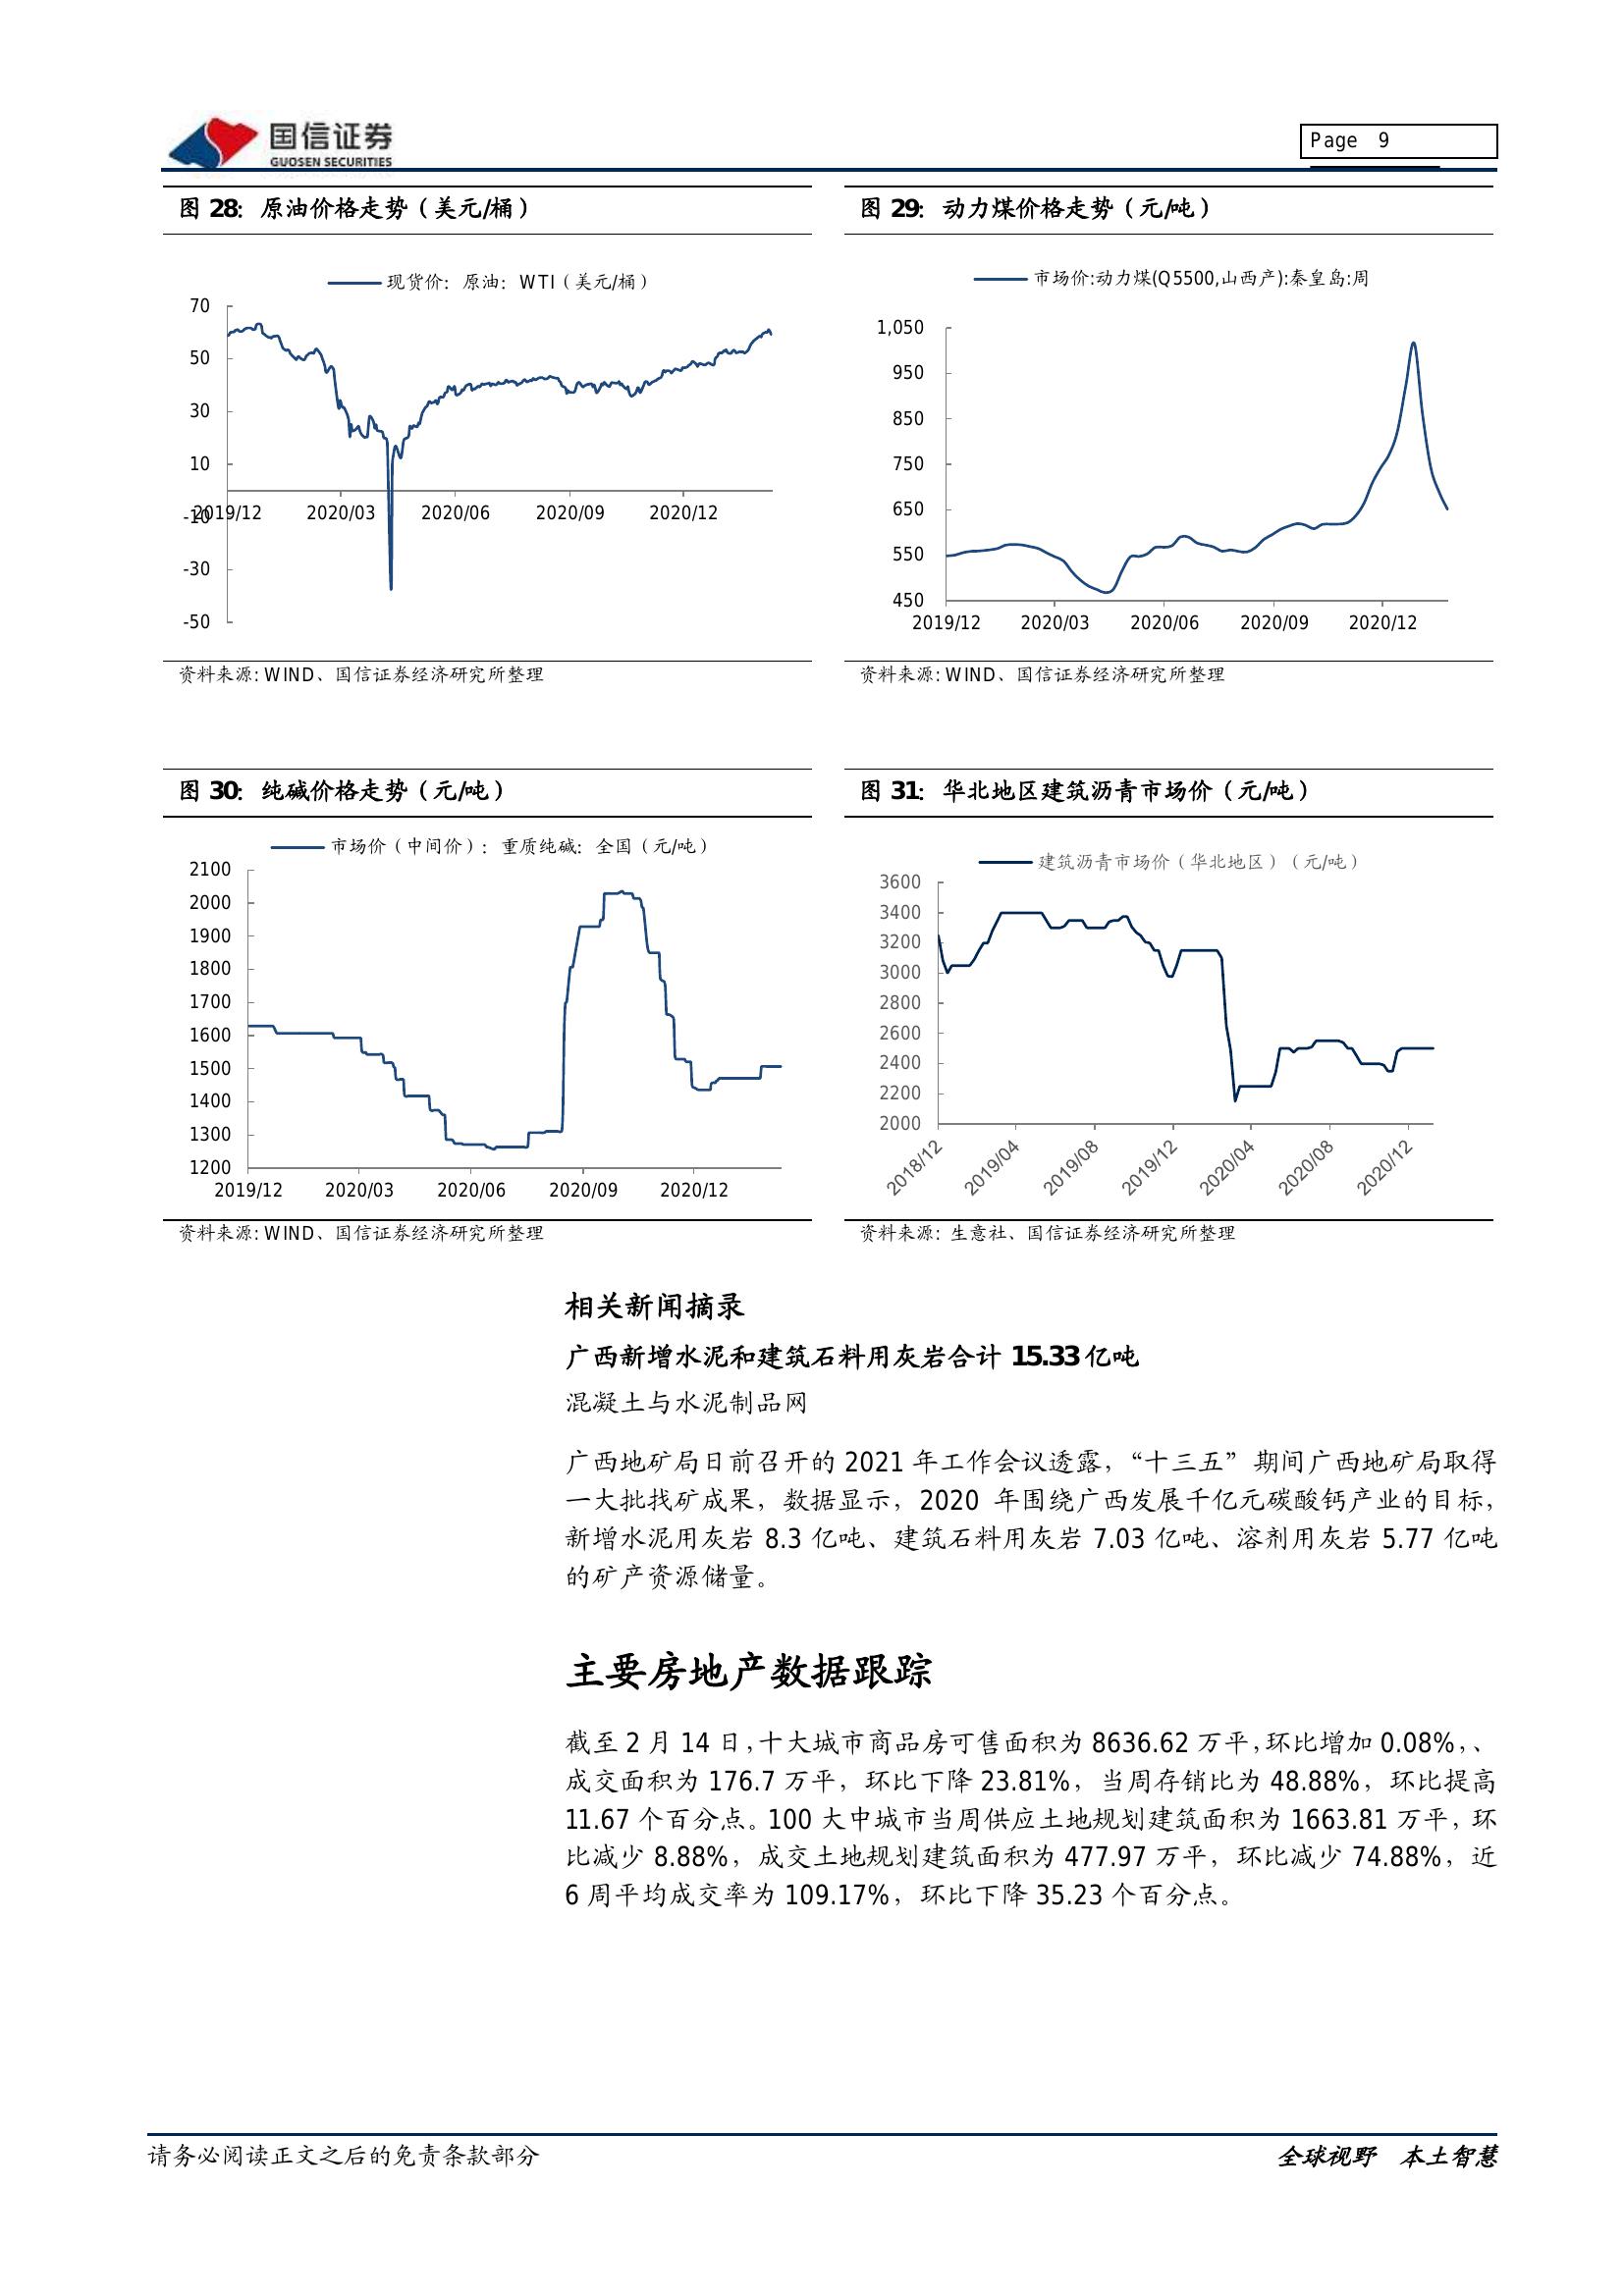 国信证券
GUOSEN SECURITIES
Page 9
图 28：原油价格走势（美元/桶）
现货价：原油：WTI（美元/桶）
70
50
30
10
-10
-30
-50
2019/12 2020/03 2020/06 2020/09 2020/12
资料来源: WIND、国信证券经济研究所整理
图 29：动力煤价格走势（元/吨）
市场价:动力煤(Q5500,山西产):秦皇岛:周
1,050
950
850
750
650
550
450
2019/12 2020/03 2020/06 2020/09 2020/12
资料来源: WIND、国信证券经济研究所整理
图 30：纯碱价格走势（元/吨）
市场价（中间价）：重质纯碱：全国（元/吨）
2100
2000
1900
1800
1700
1600
1500
1400
1300
1200
2019/12 2020/03 2020/06 2020/09 2020/12
资料来源: WIND、国信证券经济研究所整理
图 31：华北地区建筑沥青市场价（元/吨）
建筑沥青市场价（华北地区）（元/吨）
3600
3400
3200
3000
2800
2600
2400
2200
2000
2018/12 2019/04 2019/08 2019/12 2020/04 2020/08 2020/12
资料来源: 生意社、国信证券经济研究所整理
相关新闻摘录
广西新增水泥和建筑石料用灰岩合计 15.33 亿吨
混凝土与水泥制品网
广西地矿局日前召开的 2021 年工作会议透露，“十三五”期间广西地矿局取得
一大批找矿成果，数据显示，2020 年围绕广西发展千亿元碳酸钙产业的目标，
新增水泥用灰岩 8.3 亿吨、建筑石料用灰岩 7.03 亿吨、溶剂用灰岩 5.77 亿吨
的矿产资源储量。
主要房地产数据跟踪
截至 2 月 14 日，十大城市商品房可售面积为 8636.62 万平，环比增加 0.08%，、
成交面积为 176.7 万平，环比下降 23.81%，当周存销比为 48.88%，环比提高
11.67 个百分点。100 大中城市当周供应土地规划建筑面积为 1663.81 万平，环
比减少 8.88%，成交土地规划建筑面积为 477.97 万平，环比减少 74.88%，近
6 周平均成交率为 109.17%，环比下降 35.23 个百分点。
请务必阅读正文之后的免责条款部分
全球视野 本土智慧